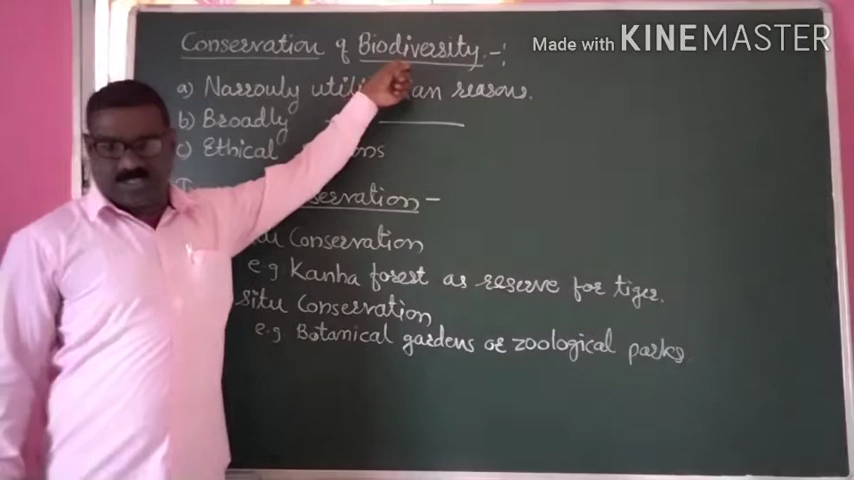 Conservation of Biodiversity :-
Made with KINEMASTER
a) Narrowly utili an reasons.
b) Broadly
c) Ethical ons
servation -
Conservation
e.g Kanha forest as reserve for tiger.
situ Conservation
e.g Botanical gardens or zoological parks